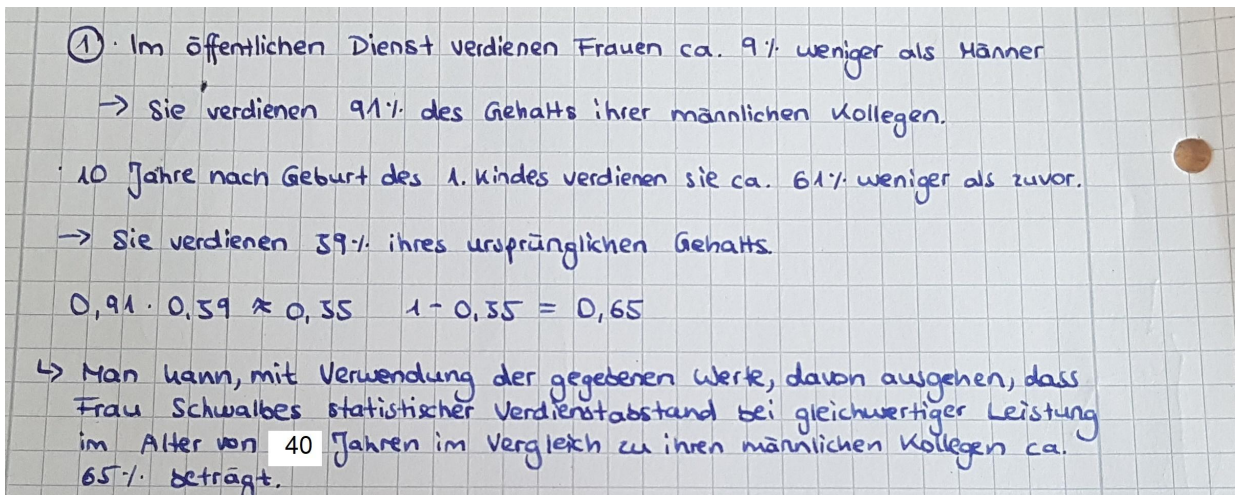 ① · Im öffentlichen Dienst verdienen Frauen ca. 9% weniger als Männer
→ Sie verdienen 91% des Gehalts ihrer männlichen Kollegen.
· 10 Jahre nach Geburt des 1. Kindes verdienen sie ca. 61% weniger als zuvor.
→ Sie verdienen 39% ihres ursprünglichen Gehalts.
0,91 · 0,39 ≈ 0,35 1 - 0,35 = 0,65
↳ Man kann, mit Verwendung der gegebenen Werte, davon ausgehen, dass
Frau Schwalbes statistischer Verdienstabstand bei gleichwertiger Leistung
im Alter von 40 Jahren im Vergleich zu ihren männlichen Kollegen ca.
65% beträgt.